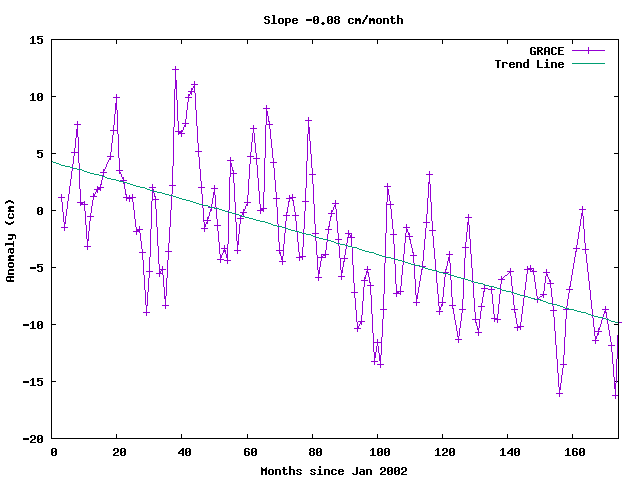 Slope -0.08 cm/month
15
10
5
0
-5
-10
-15
-20
Anomaly (cm)
GRACE
Trend Line
0 20 40 60 80 100 120 140 160
Months since Jan 2002